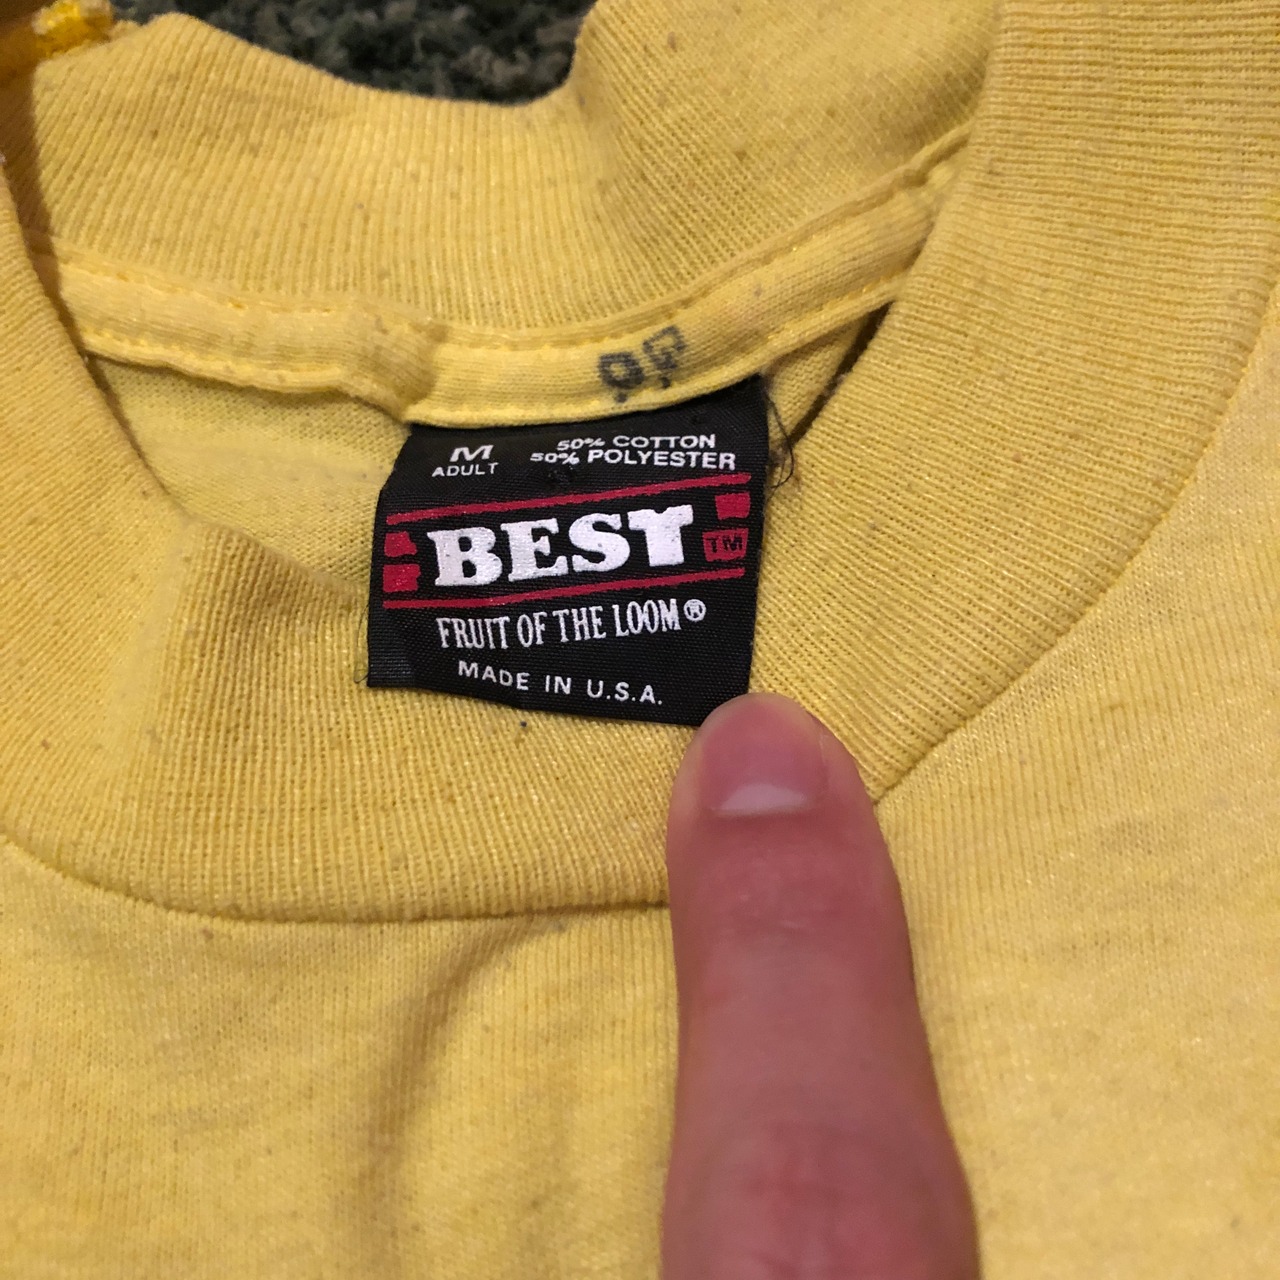 M
ADULT
50% COTTON
50% POLYESTER
BEST
TM
FRUIT OF THE LOOM®
MADE IN U.S.A.